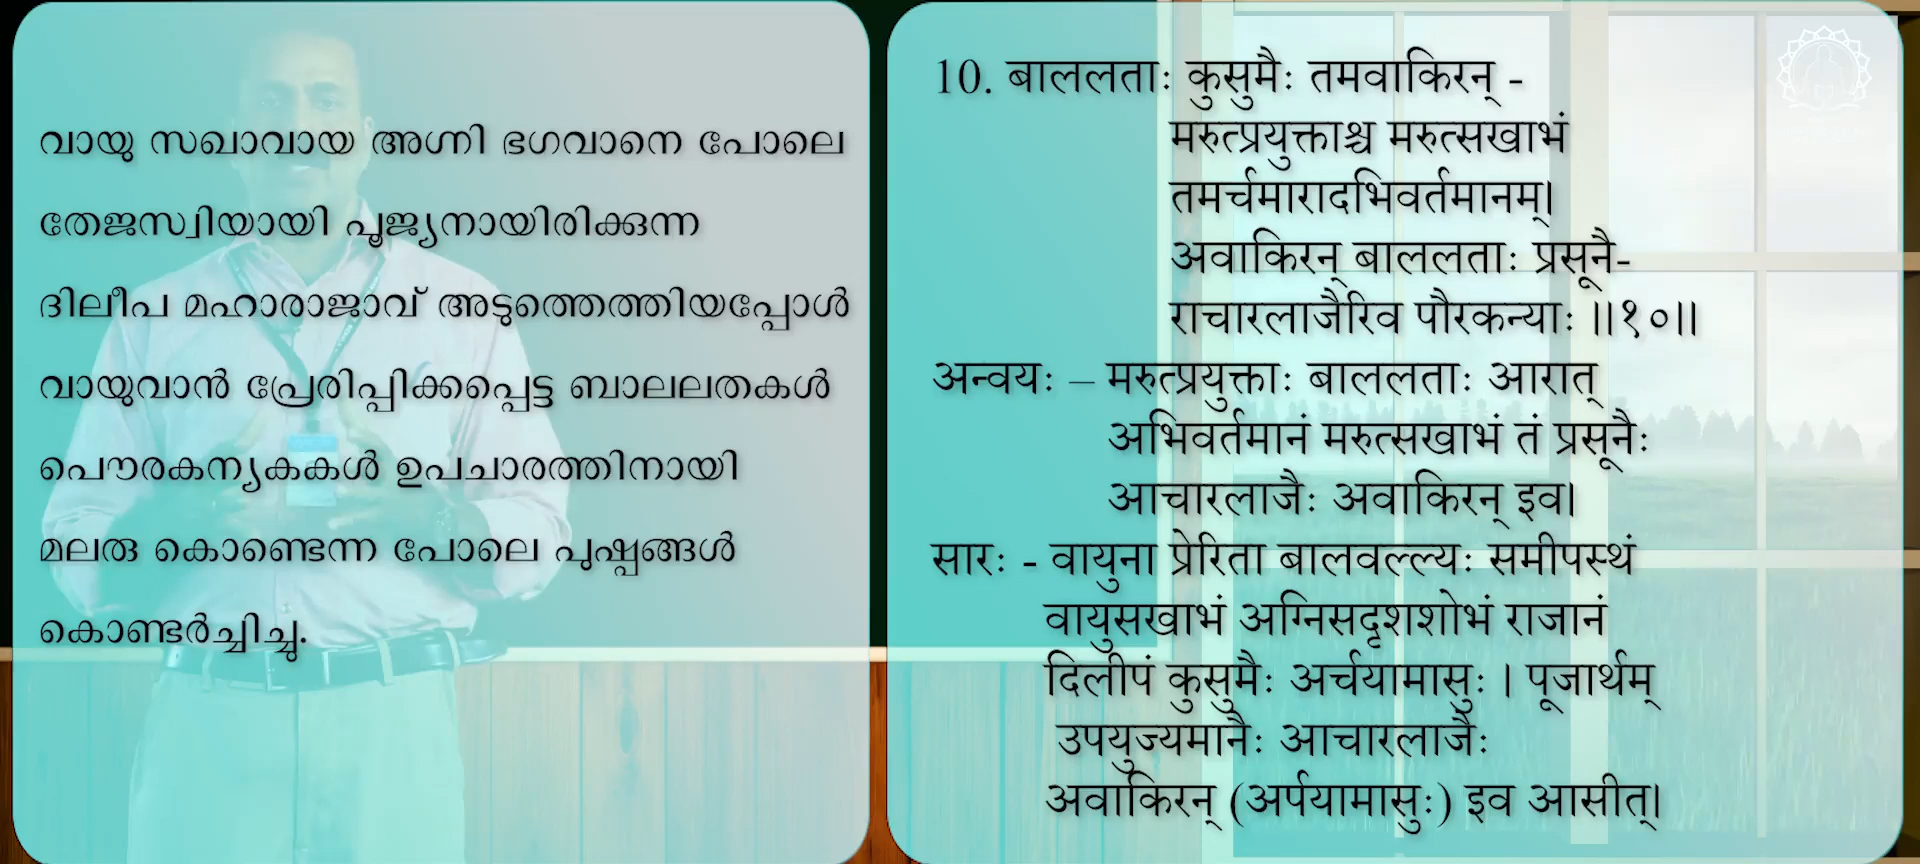 വായു സഖാവായ അഗ്നി ഭഗവാനെ പോലെ
തേജസ്വിയായി പൂജ്യനായിരിക്കുന്ന
ദിലീപ മഹാരാജാവ് അടുത്തെത്തിയപ്പോൾ
വായുവാൻ പ്രേരിപ്പിക്കപ്പെട്ട ബാലലതകൾ
പൌരകന്യകകൾ ഉപചാരത്തിനായി
മലരു കൊണ്ടെന്ന പോലെ പുഷ്പങ്ങൾ
കൊണ്ടർച്ചിച്ചു.
10. बाललताः कुसुमैः तमवाकिरन् -
मरुत्प्रयुक्ताश्च मरुत्सखाभं
तमर्चमारादभिवर्तमानम्।
अवाकिरन् बाललताः प्रसूनै-
राचारलाजैरिव पौरकन्याः ॥१०॥
अन्वयः – मरुत्प्रयुक्ताः बाललताः आरात्
अभिवर्तमानं मरुत्सखाभं तं प्रसूनैः
आचारलाजैः अवाकिरन् इव।
सारः - वायुना प्रेरिता बालवल्ल्यः समीपस्थं
वायुसखाभं अग्निसदृशशोभं राजानं
दिलीपं कुसुमैः अर्चयामासुः । पूजार्थम्
उपयुज्यमानैः आचारलाजैः
अवाकिरन् (अर्पयामासुः) इव आसीत्।